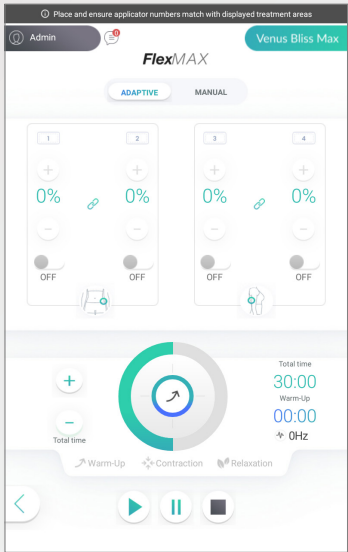 Place and ensure applicator numbers match with displayed treatment areas
Admin
0
Venus Bliss Max
FlexMAX
ADAPTIVE MANUAL
1 2 3 4
0% 0% 0% 0%
OFF OFF OFF OFF
Total time
30:00
Warm-Up
00:00
0Hz
Total time
Warm-Up Contraction Relaxation